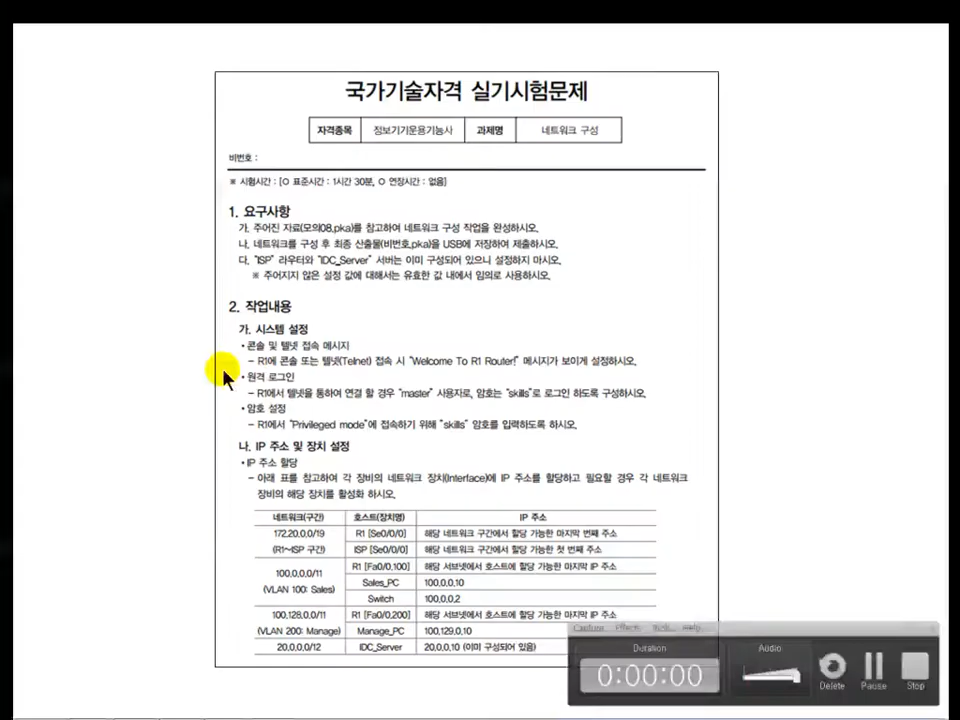 국가기술자격 실기시험문제
자격종목 정보기기운용기능사 과제명 네트워크 구성
비번호 :
※ 시험시간 : [○ 표준시간 : 1시간 30분, ○ 연장시간 : 없음]
1. 요구사항
가. 주어진 자료(모의08.pka)를 참고하여 네트워크 구성 작업을 완성하시오.
나. 네트워크를 구성 후 최종 산출물(비번호.pka)을 USB에 저장하여 제출하시오.
다. "ISP" 라우터와 "IDC_Server" 서버는 이미 구성되어 있으니 설정하지 마시오.
※ 주어지지 않은 설정 값에 대해서는 유효한 값 내에서 임의로 사용하시오.
2. 작업내용
가. 시스템 설정
• 콘솔 및 텔넷 접속 메시지
- R1에 콘솔 또는 텔넷(Telnet) 접속 시 "Welcome To R1 Router!" 메시지가 보이게 설정하시오.
• 원격 로그인
- R1에서 텔넷을 통하여 연결 할 경우 "master" 사용자로, 암호는 "skills"로 로그인 하도록 구성하시오.
• 암호 설정
- R1에서 "Privileged mode"에 접속하기 위해 "skills" 암호를 입력하도록 하시오.
나. IP 주소 및 장치 설정
• IP 주소 할당
- 아래 표를 참고하여 각 장비의 네트워크 장치(Interface)에 IP 주소를 할당하고 필요할 경우 각 네트워크
장비의 해당 장치를 활성화 하시오.
네트워크(구간) 호스트(장치명) IP 주소
172.20.0.0/19 R1 [Se0/0/0] 해당 네트워크 구간에서 할당 가능한 마지막 번째 주소
(R1~ISP 구간) ISP [Se0/0/0] 해당 네트워크 구간에서 할당 가능한 첫 번째 주소
100.0.0.0/11 R1 [Fa0/0.100] 해당 서브넷에서 호스트에 할당 가능한 마지막 IP 주소
(VLAN 100: Sales) Sales_PC 100.0.0.10
Switch 100.0.0.2
100.128.0.0/11 R1 [Fa0/0.200] 해당 서브넷에서 호스트에 할당 가능한 마지막 IP 주소
(VLAN 200: Manage) Manage_PC 100.129.0.10
20.0.0.0/12 IDC_Server 20.0.0.10 (이미 구성되어 있음)
Capture Effects Tools Help
Duration Audio
0:00:00
Delete Pause Stop